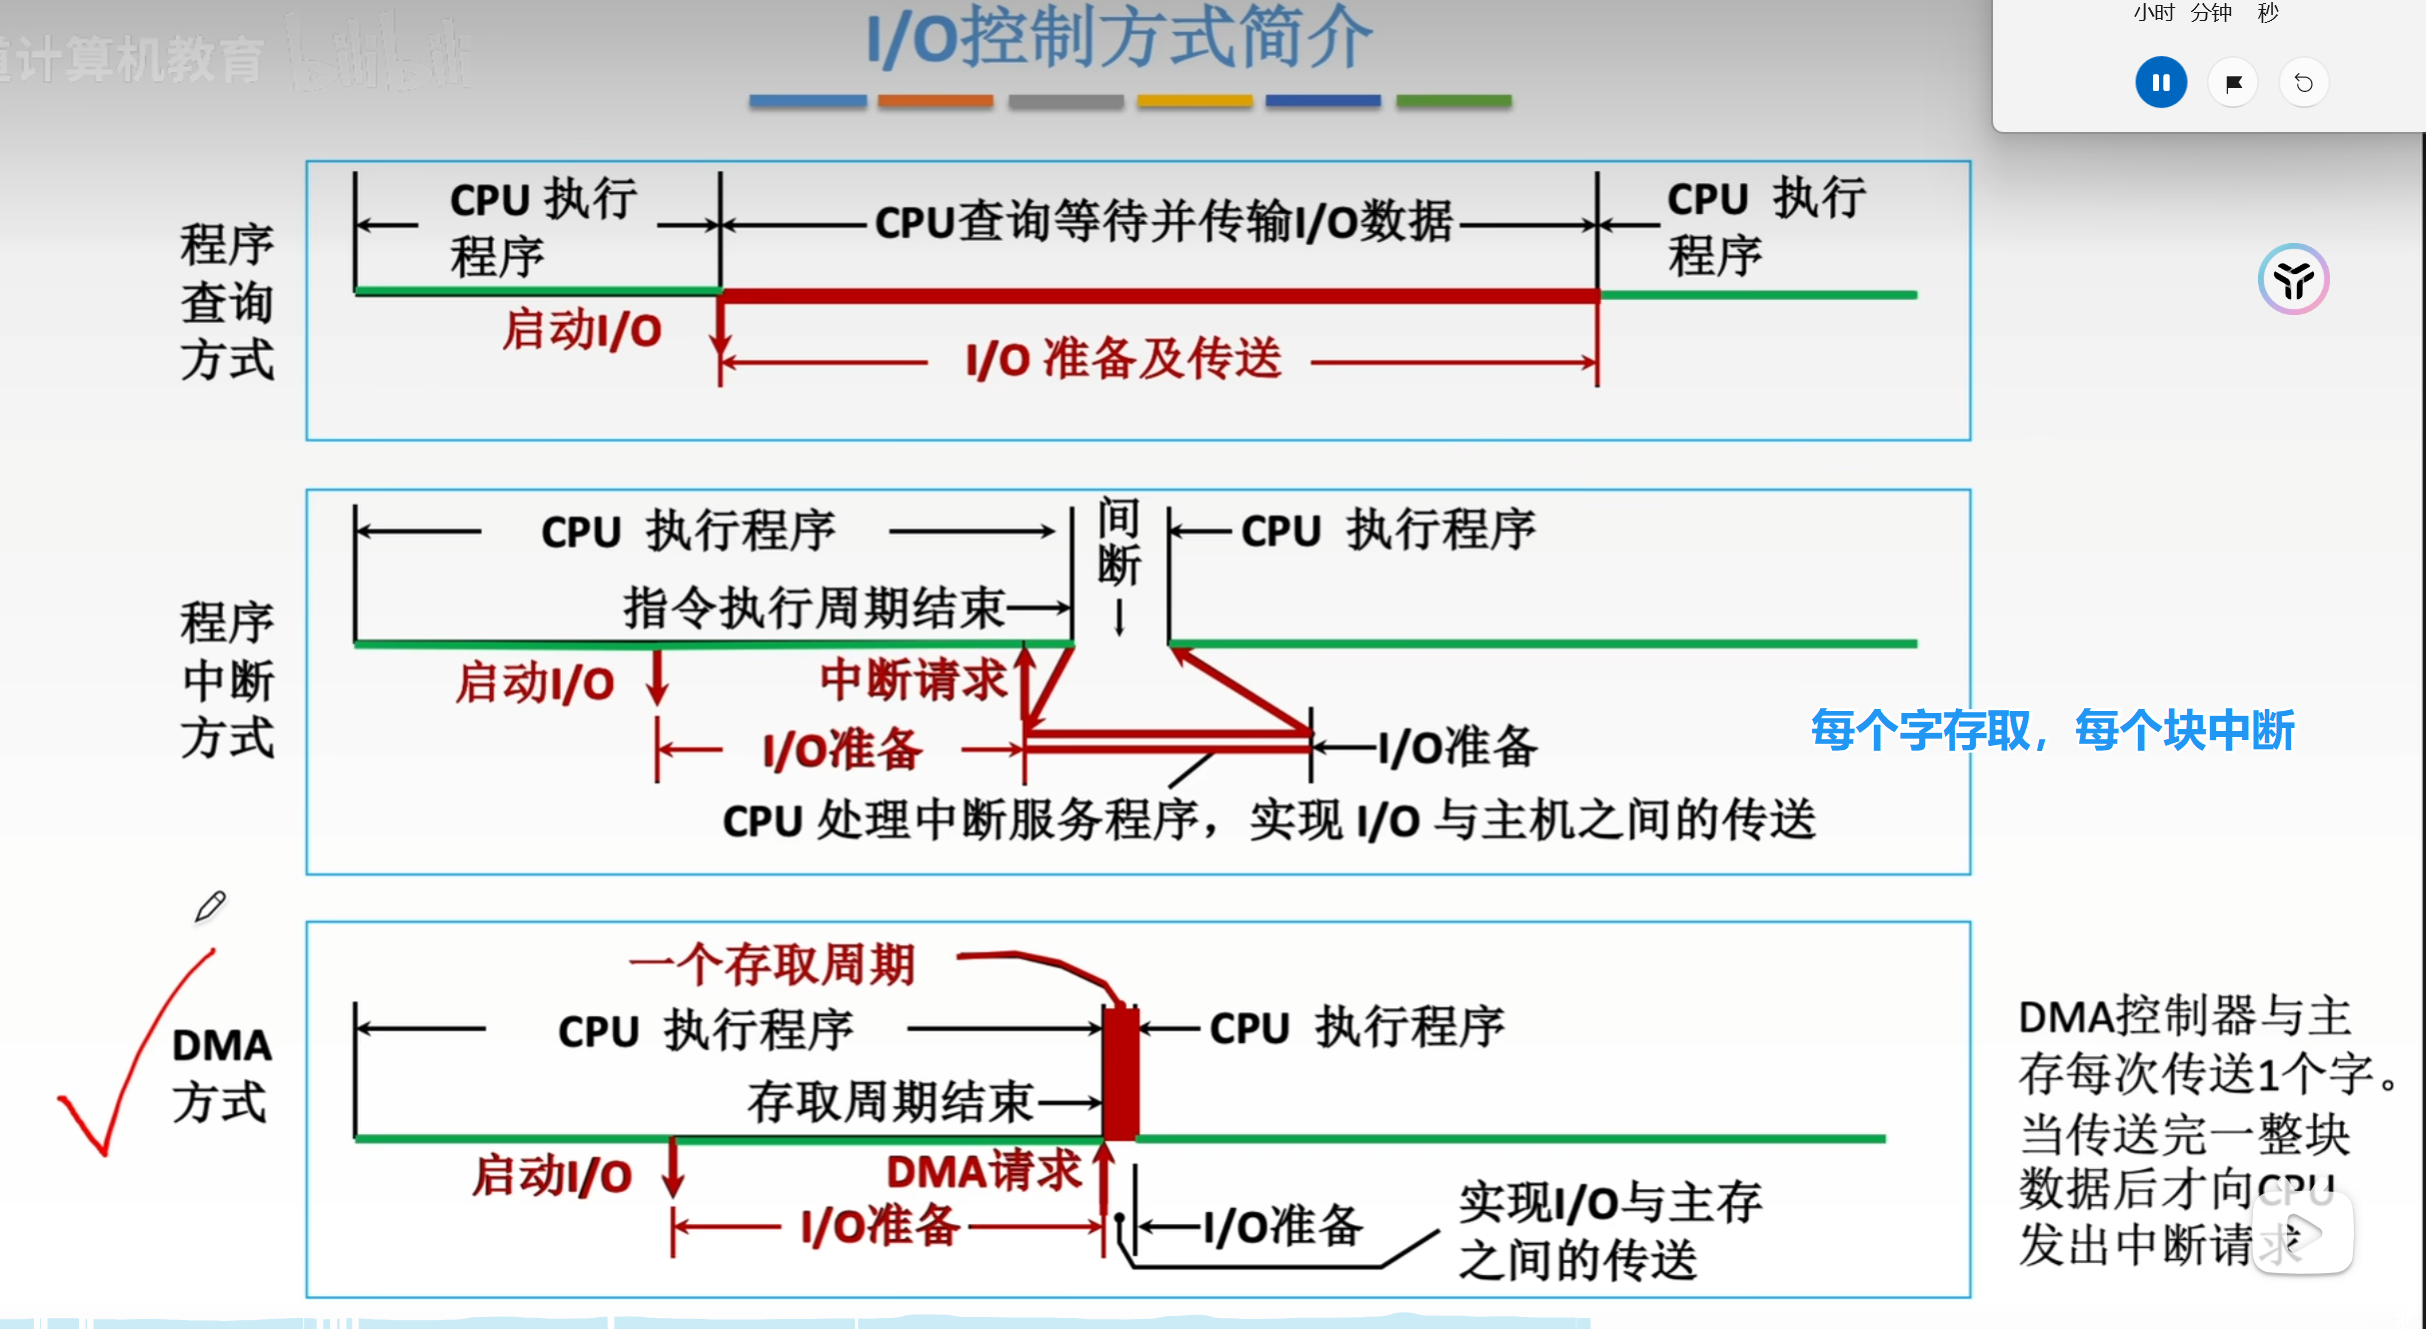 计算机教育 bilibili
I/O控制方式简介
小时 分钟 秒
程序
查询
方式
CPU 执行
程序
CPU查询等待并传输I/O数据
CPU 执行
程序
启动I/O
I/O 准备及传送
程序
中断
方式
CPU 执行程序
间
断
CPU 执行程序
指令执行周期结束
启动I/O
中断请求
I/O准备
I/O准备
CPU 处理中断服务程序，实现 I/O 与主机之间的传送
每个字存取，每个块中断
DMA
方式
一个存取周期
CPU 执行程序
CPU 执行程序
存取周期结束
启动I/O
DMA请求
I/O准备
I/O准备
实现I/O与主存
之间的传送
DMA控制器与主
存每次传送1个字。
当传送完一整块
数据后才向CPU
发出中断请求